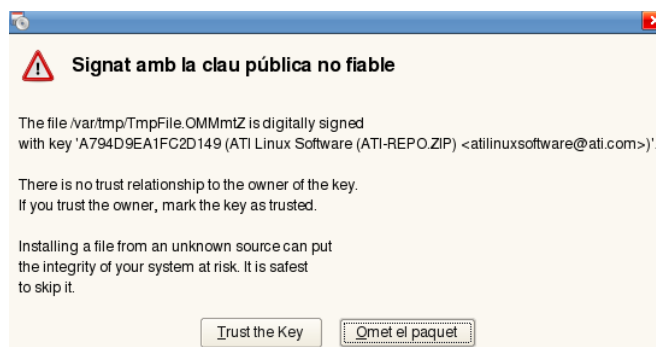 Signat amb la clau pública no fiable
The file /var/tmp/TmpFile.OMMmtZ is digitally signed
with key 'A794D9EA1FC2D149 (ATI Linux Software (ATI-REPO.ZIP) <atilinuxsoftware@ati.com>)'.
There is no trust relationship to the owner of the key.
If you trust the owner, mark the key as trusted.
Installing a file from an unknown source can put
the integrity of your system at risk. It is safest
to skip it.
Trust the Key
Omet el paquet